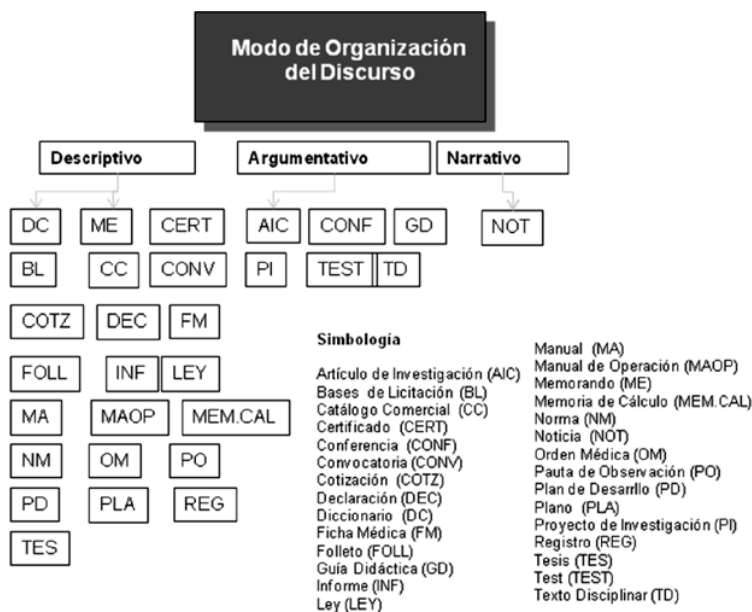 Modo de Organización
del Discurso
Descriptivo Argumentativo Narrativo
DC ME CERT AIC CONF GD NOT
BL CC CONV PI TEST TD
COTZ DEC FM
FOLL INF LEY
MA MAOP MEM.CAL
NM OM PO
PD PLA REG
TES
Simbología
Artículo de Investigación (AIC)
Bases de Licitación (BL)
Catálogo Comercial (CC)
Certificado (CERT)
Conferencia (CONF)
Convocatoria (CONV)
Cotización (COTZ)
Declaración (DEC)
Diccionario (DC)
Ficha Médica (FM)
Folleto (FOLL)
Guía Didáctica (GD)
Informe (INF)
Ley (LEY)
Manual (MA)
Manual de Operación (MAOP)
Memorando (ME)
Memoria de Cálculo (MEM.CAL)
Norma (NM)
Noticia (NOT)
Orden Médica (OM)
Pauta de Observación (PO)
Plan de Desarrllo (PD)
Plano (PLA)
Proyecto de Investigación (PI)
Registro (REG)
Tesis (TES)
Test (TEST)
Texto Disciplinar (TD)